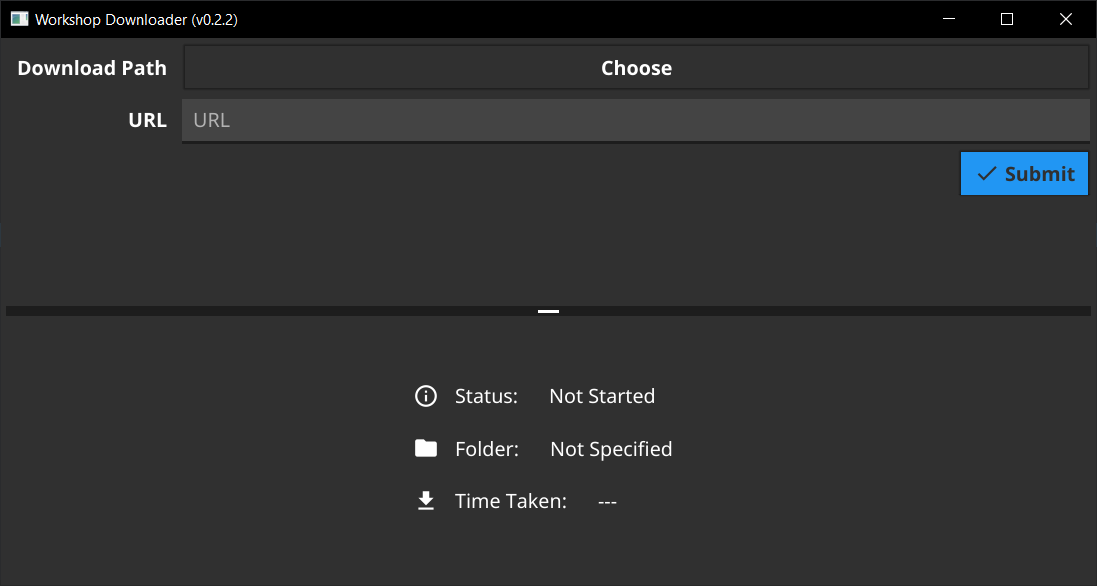 Workshop Downloader (v0.2.2)
Download Path Choose
URL URL
Submit
Status: Not Started
Folder: Not Specified
Time Taken: ---